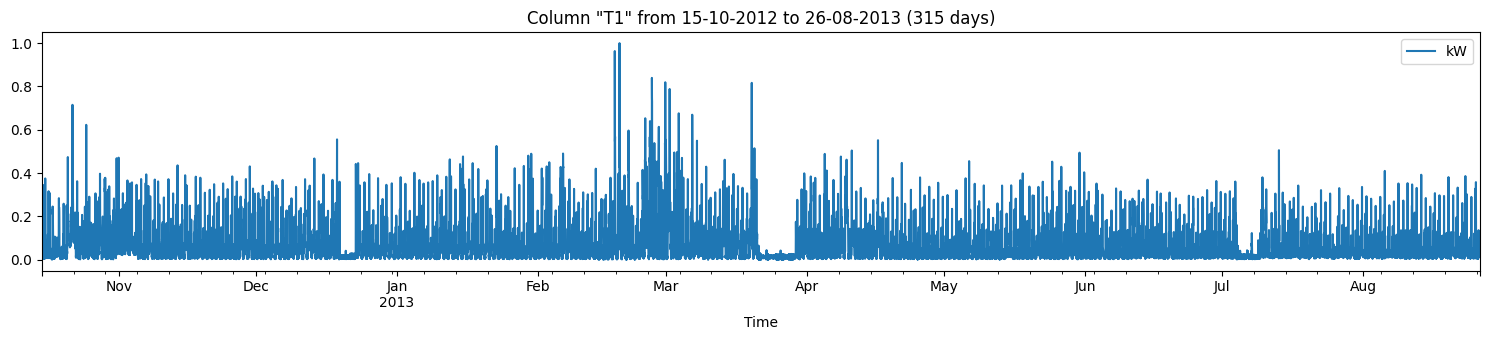 Column "T1" from 15-10-2012 to 26-08-2013 (315 days)
kW
1.0
0.8
0.6
0.4
0.2
0.0
Nov Dec Jan Feb Mar Apr May Jun Jul Aug
2013
Time